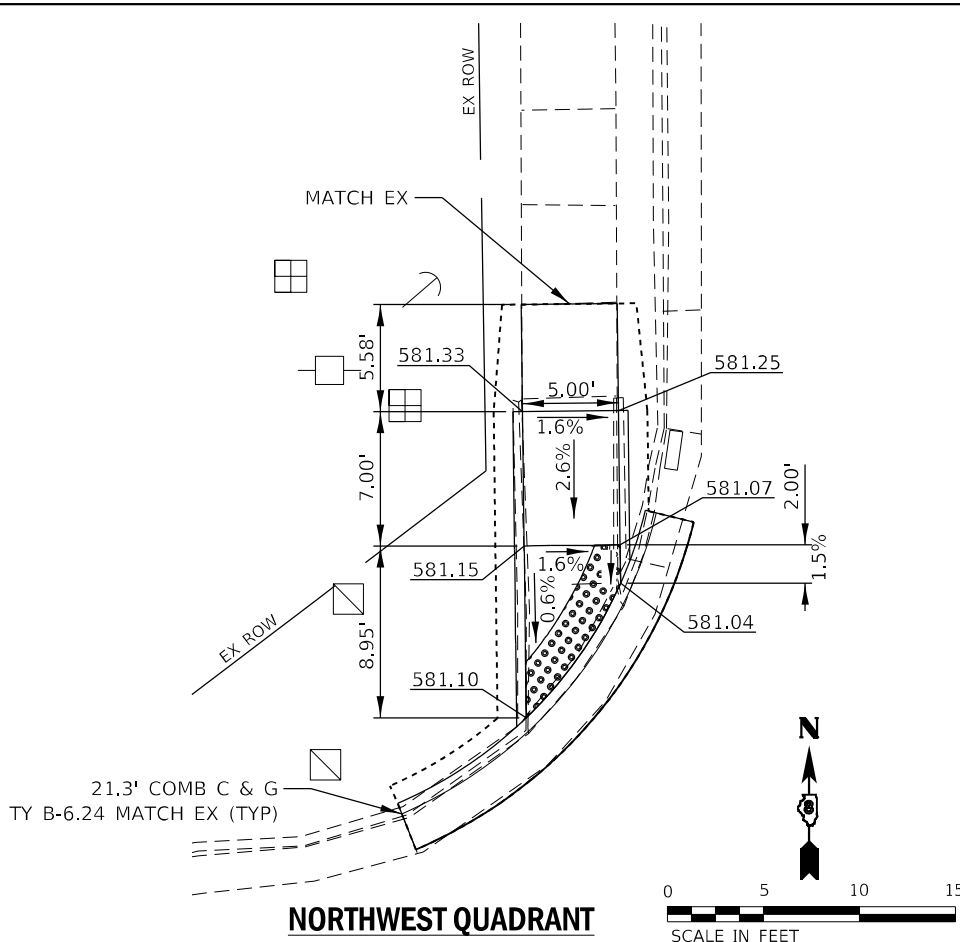 EX ROW
MATCH EX
5.58'
581.33
581.25
5.00'
1.6%
2.6%
7.00'
581.07
2.00'
581.15
1.6%
1.5%
0.6%
8.95'
581.04
EX ROW
581.10
N
21.3' COMB C & G
TY B-6.24 MATCH EX (TYP)
8
0 5 10 15
SCALE IN FEET
NORTHWEST QUADRANT